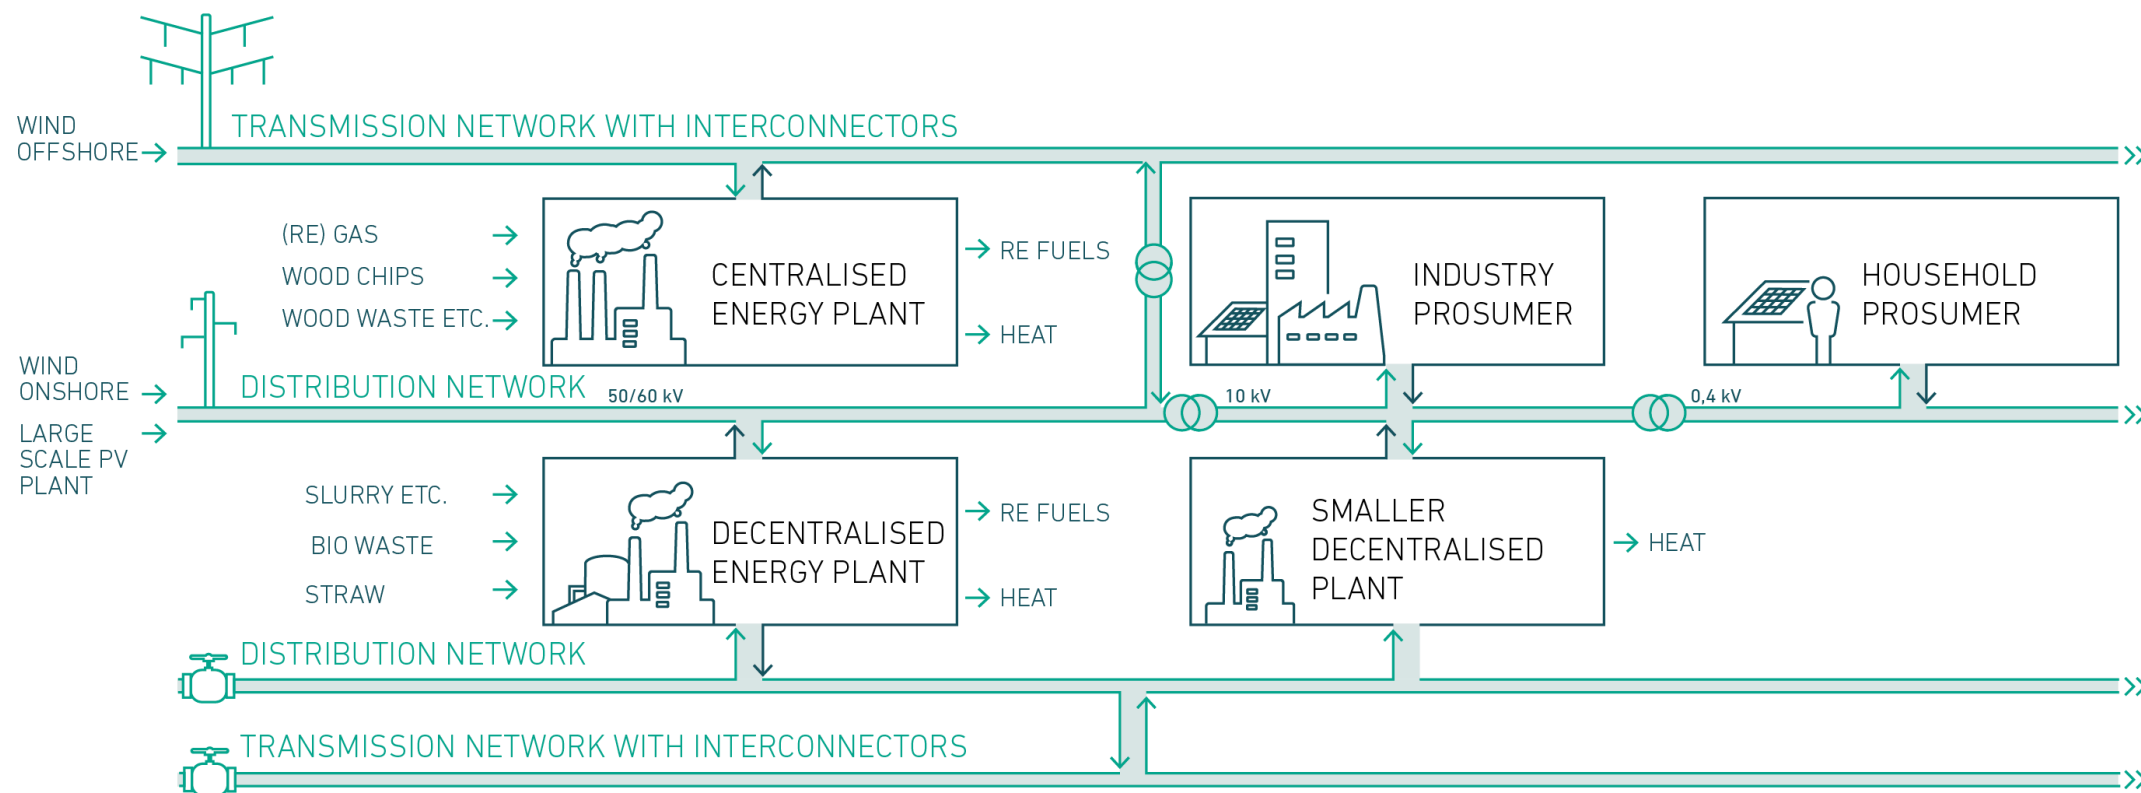 WIND
OFFSHORE
TRANSMISSION NETWORK WITH INTERCONNECTORS
(RE) GAS
WOOD CHIPS
WOOD WASTE ETC.
CENTRALISED
ENERGY PLANT
RE FUELS
HEAT
INDUSTRY
PROSUMER
HOUSEHOLD
PROSUMER
WIND
ONSHORE
LARGE
SCALE PV
PLANT
DISTRIBUTION NETWORK
50/60 kV
10 kV
0,4 kV
SLURRY ETC.
BIO WASTE
STRAW
DECENTRALISED
ENERGY PLANT
RE FUELS
HEAT
SMALLER
DECENTRALISED
PLANT
HEAT
DISTRIBUTION NETWORK
TRANSMISSION NETWORK WITH INTERCONNECTORS